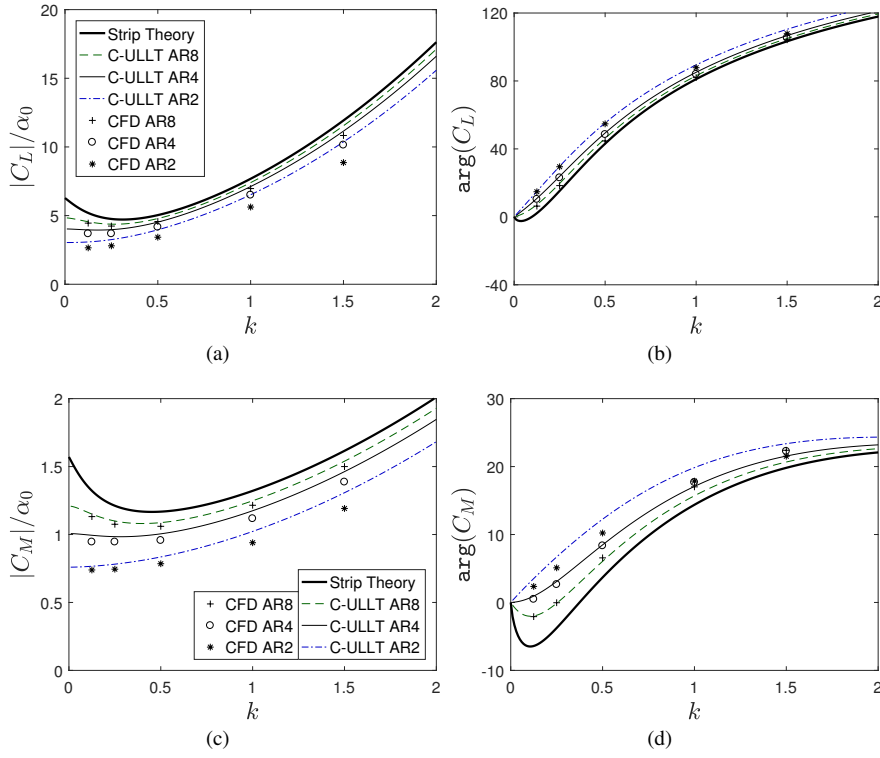 20
15
10
5
0
|C_L|/α_0
Strip Theory
C-ULLT AR8
C-ULLT AR4
C-ULLT AR2
CFD AR8
CFD AR4
CFD AR2
0 0.5 1 1.5 2
k
(a)
120
80
40
0
-40
arg(C_L)
0 0.5 1 1.5 2
k
(b)
2
1.5
1
0.5
0
|C_M|/α_0
CFD AR8
CFD AR4
CFD AR2
Strip Theory
C-ULLT AR8
C-ULLT AR4
C-ULLT AR2
0 0.5 1 1.5 2
k
(c)
30
20
10
0
-10
arg(C_M)
0 0.5 1 1.5 2
k
(d)